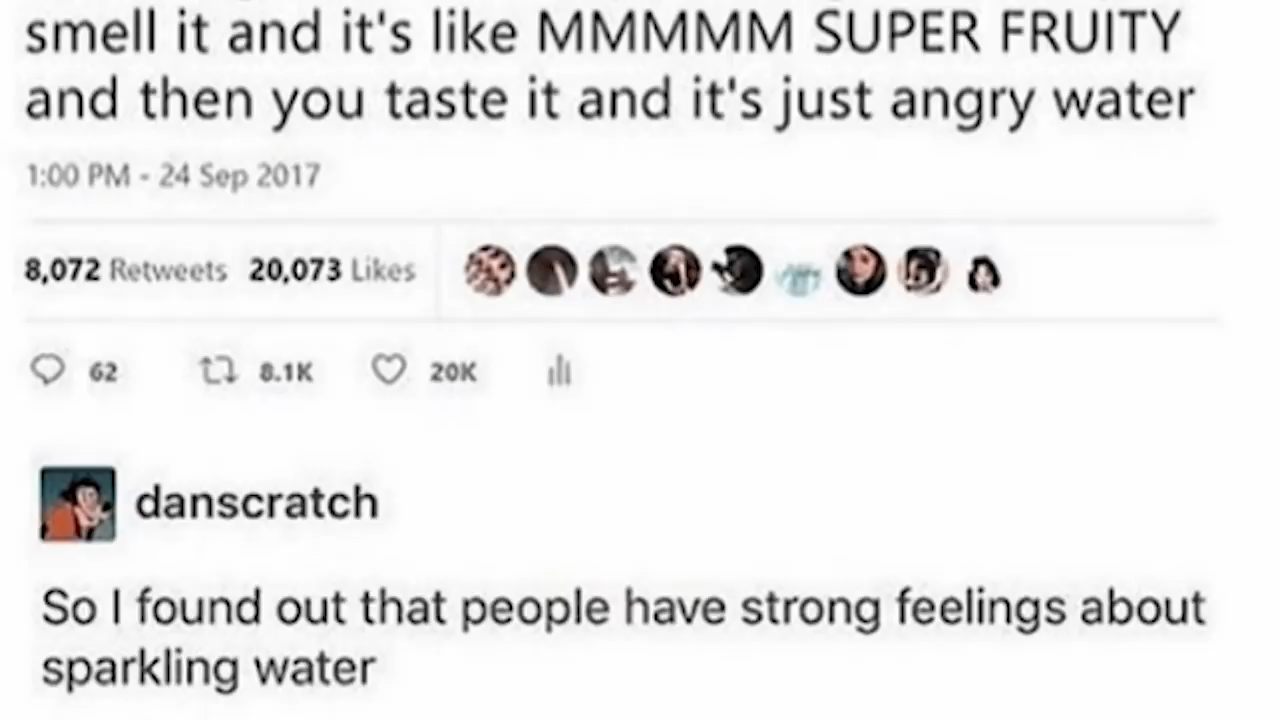 smell it and it's like MMMMM SUPER FRUITY
and then you taste it and it's just angry water
1:00 PM - 24 Sep 2017
8,072 Retweets 20,073 Likes
62 8.1K 20K
danscratch
So I found out that people have strong feelings about
sparkling water